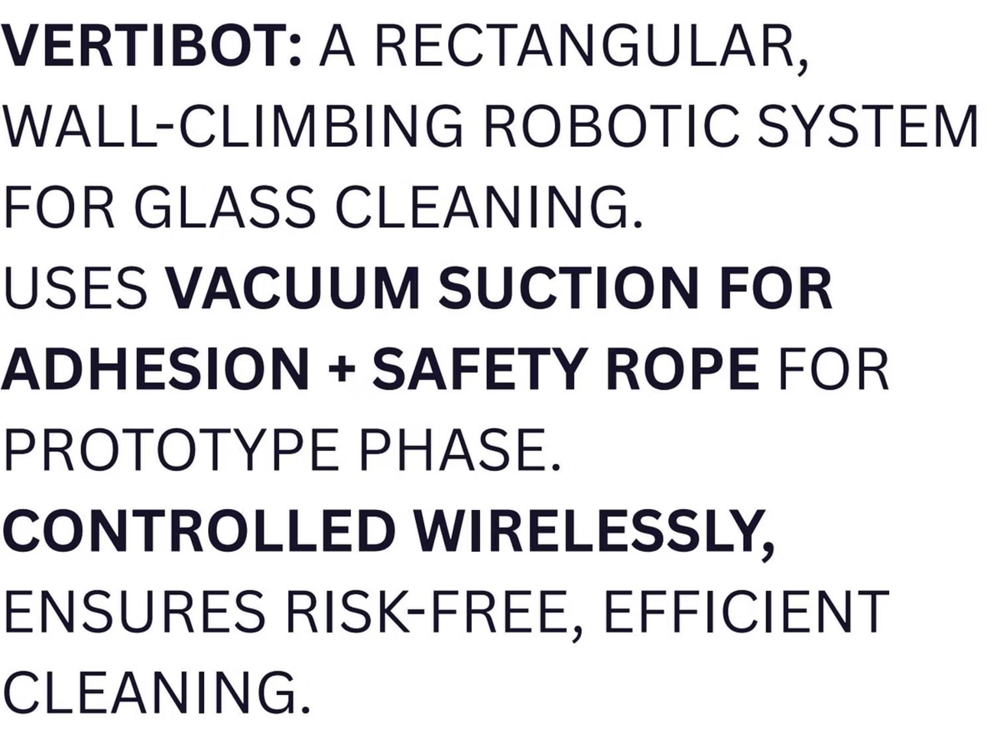 VERTIBOT: A RECTANGULAR,
WALL-CLIMBING ROBOTIC SYSTEM
FOR GLASS CLEANING.
USES VACUUM SUCTION FOR
ADHESION + SAFETY ROPE FOR
PROTOTYPE PHASE.
CONTROLLED WIRELESSLY,
ENSURES RISK-FREE, EFFICIENT
CLEANING.